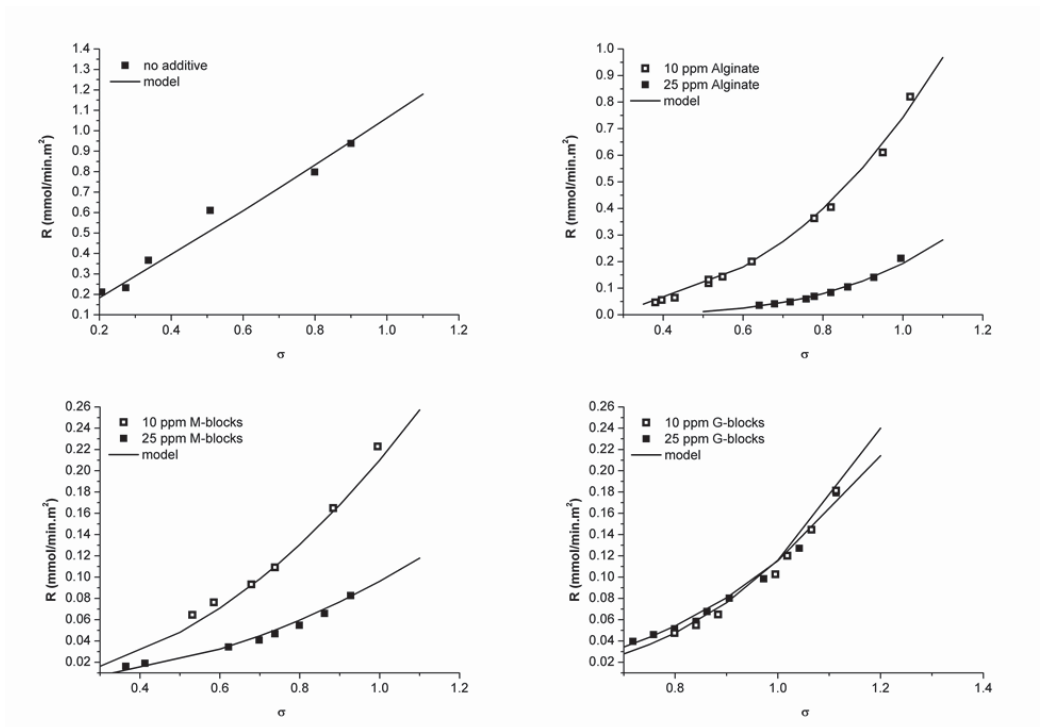 1.4
1.3
1.2
1.1
1.0
0.9
0.8
0.7
0.6
0.5
0.4
0.3
0.2
0.1
R (mmol/min.m²)
no additive
model
0.2 0.4 0.6 0.8 1.0 1.2
σ
1.0
0.9
0.8
0.7
0.6
0.5
0.4
0.3
0.2
0.1
0.0
R (mmol/min.m²)
10 ppm Alginate
25 ppm Alginate
model
0.4 0.6 0.8 1.0 1.2
σ
0.26
0.24
0.22
0.20
0.18
0.16
0.14
0.12
0.10
0.08
0.06
0.04
0.02
R (mmol/min.m²)
10 ppm M-blocks
25 ppm M-blocks
model
0.4 0.6 0.8 1.0 1.2
σ
0.26
0.24
0.22
0.20
0.18
0.16
0.14
0.12
0.10
0.08
0.06
0.04
0.02
R (mmol/min.m²)
10 ppm G-blocks
25 ppm G-blocks
model
0.8 1.0 1.2 1.4
σ